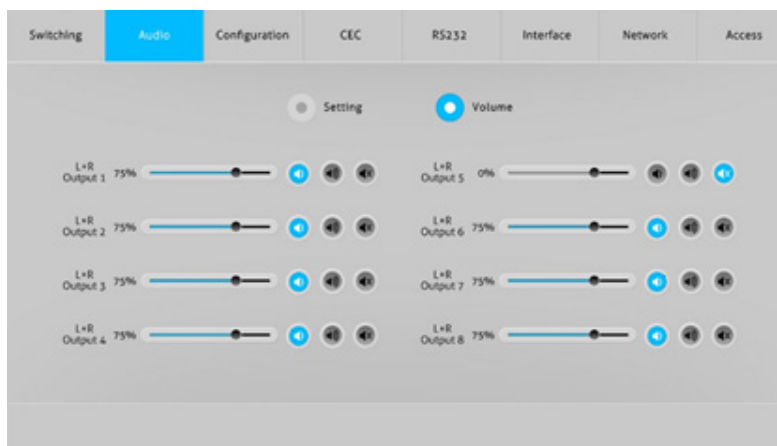 Switching Audio Configuration CEC RS232 Interface Network Access
Setting Volume
L+R
Output 1 75%
L+R
Output 2 75%
L+R
Output 3 75%
L+R
Output 4 75%
L+R
Output 5 0%
L+R
Output 6 75%
L+R
Output 7 75%
L+R
Output 8 75%